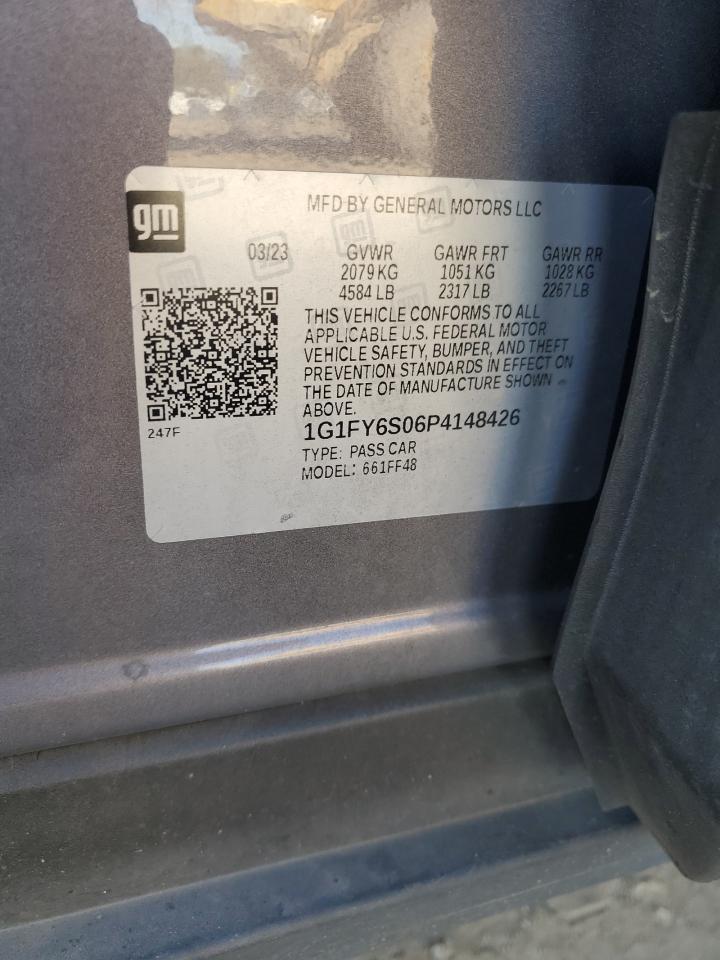 gm
MFD BY GENERAL MOTORS LLC
03/23 GVWR GAWR FRT GAWR RR
2079 KG 1051 KG 1028 KG
4584 LB 2317 LB 2267 LB
THIS VEHICLE CONFORMS TO ALL
APPLICABLE U.S. FEDERAL MOTOR
VEHICLE SAFETY, BUMPER, AND THEFT
PREVENTION STANDARDS IN EFFECT ON
THE DATE OF MANUFACTURE SHOWN
ABOVE.
247F
1G1FY6S06P4148426
TYPE: PASS CAR
MODEL: 661FF48